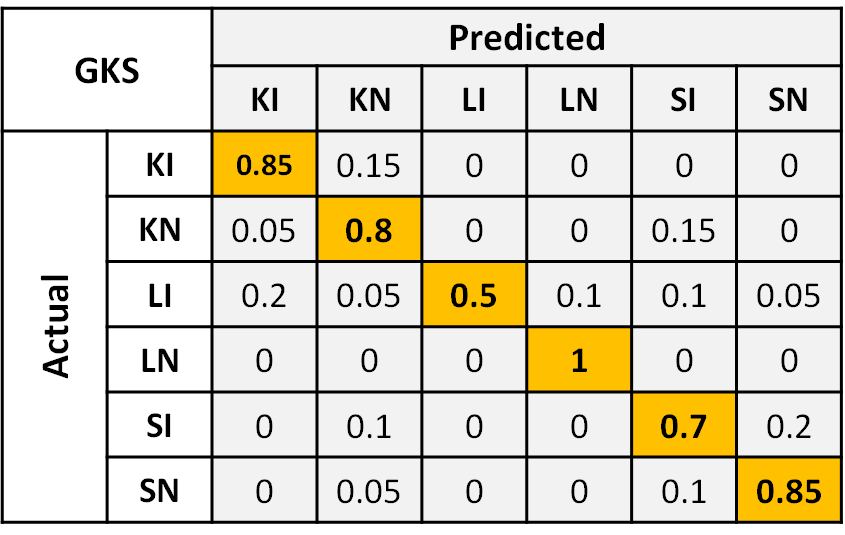 GKS Predicted
KI KN LI LN SI SN
Actual
KI 0.85 0.15 0 0 0 0
KN 0.05 0.8 0 0 0.15 0
LI 0.2 0.05 0.5 0.1 0.1 0.05
LN 0 0 0 1 0 0
SI 0 0.1 0 0 0.7 0.2
SN 0 0.05 0 0 0.1 0.85